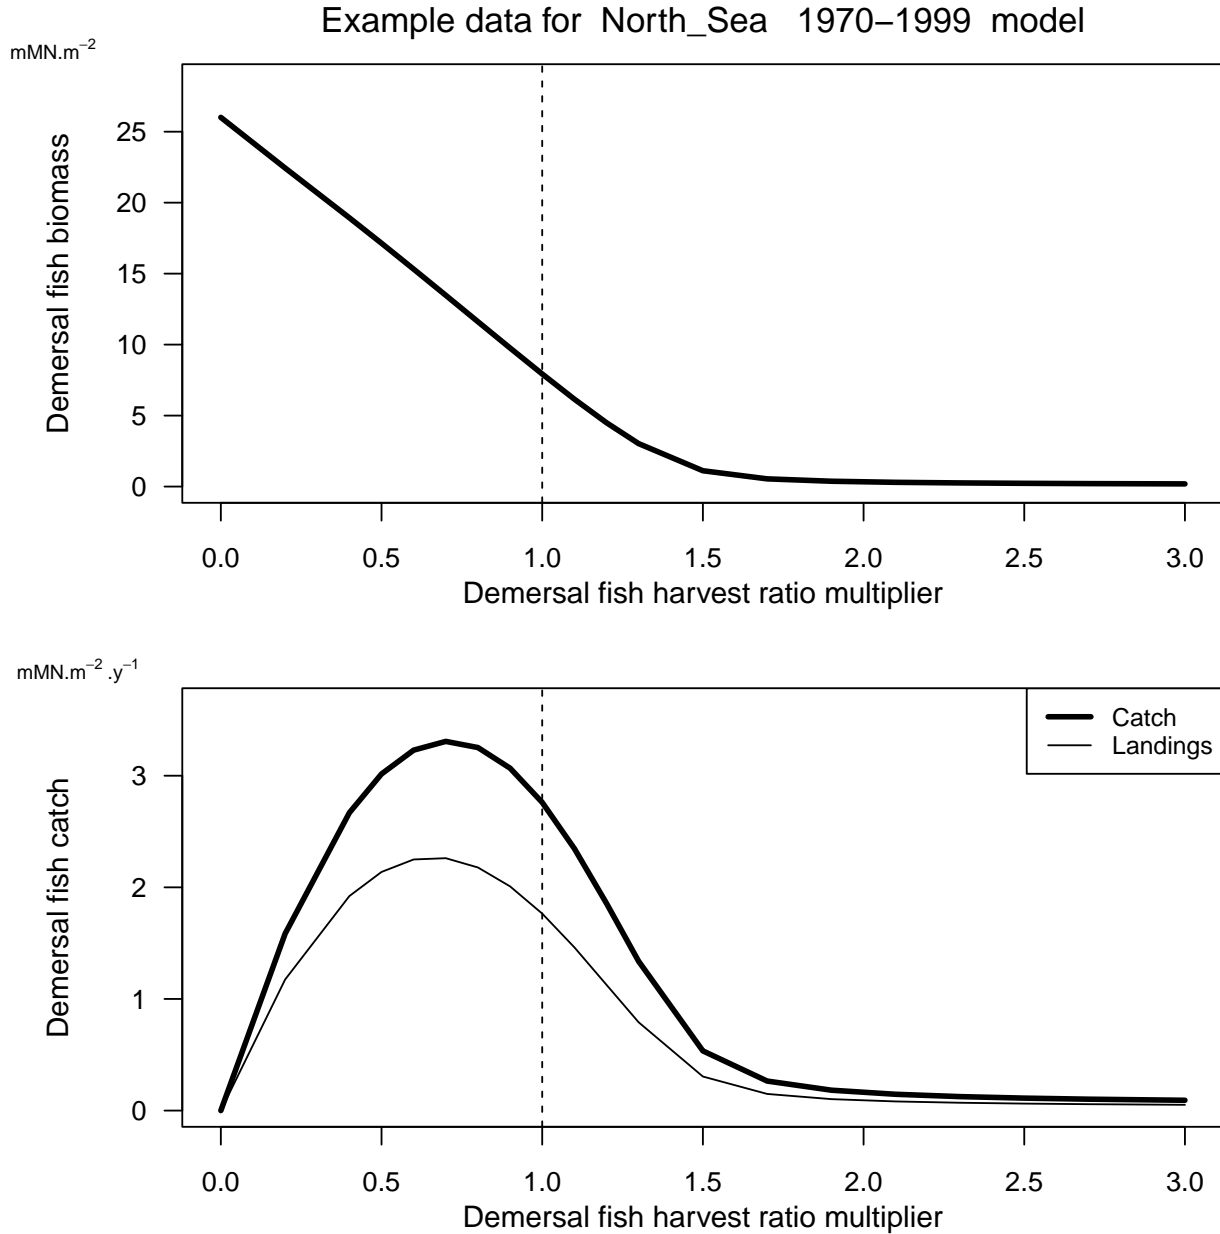 Example data for North_Sea 1970–1999 model
mMN.m⁻²
Demersal fish biomass
25
20
15
10
5
0
0.0 0.5 1.0 1.5 2.0 2.5 3.0
Demersal fish harvest ratio multiplier
mMN.m⁻² .y⁻¹
Demersal fish catch
3
2
1
0
Catch
Landings
0.0 0.5 1.0 1.5 2.0 2.5 3.0
Demersal fish harvest ratio multiplier